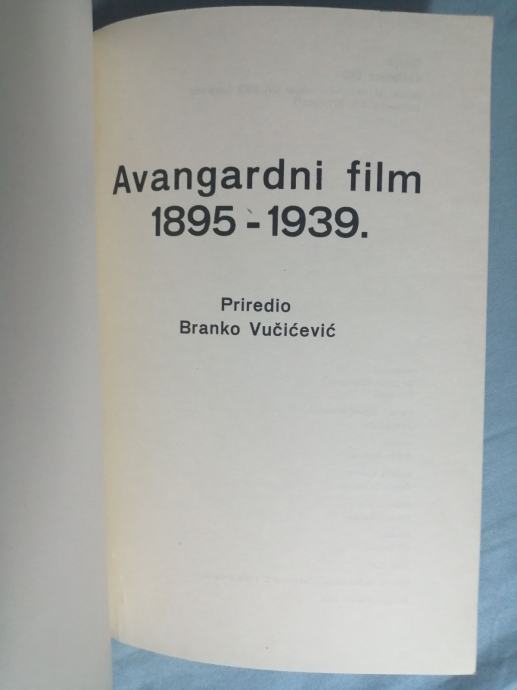 Avangardni film
1895 - 1939.
Priredio
Branko Vučićević